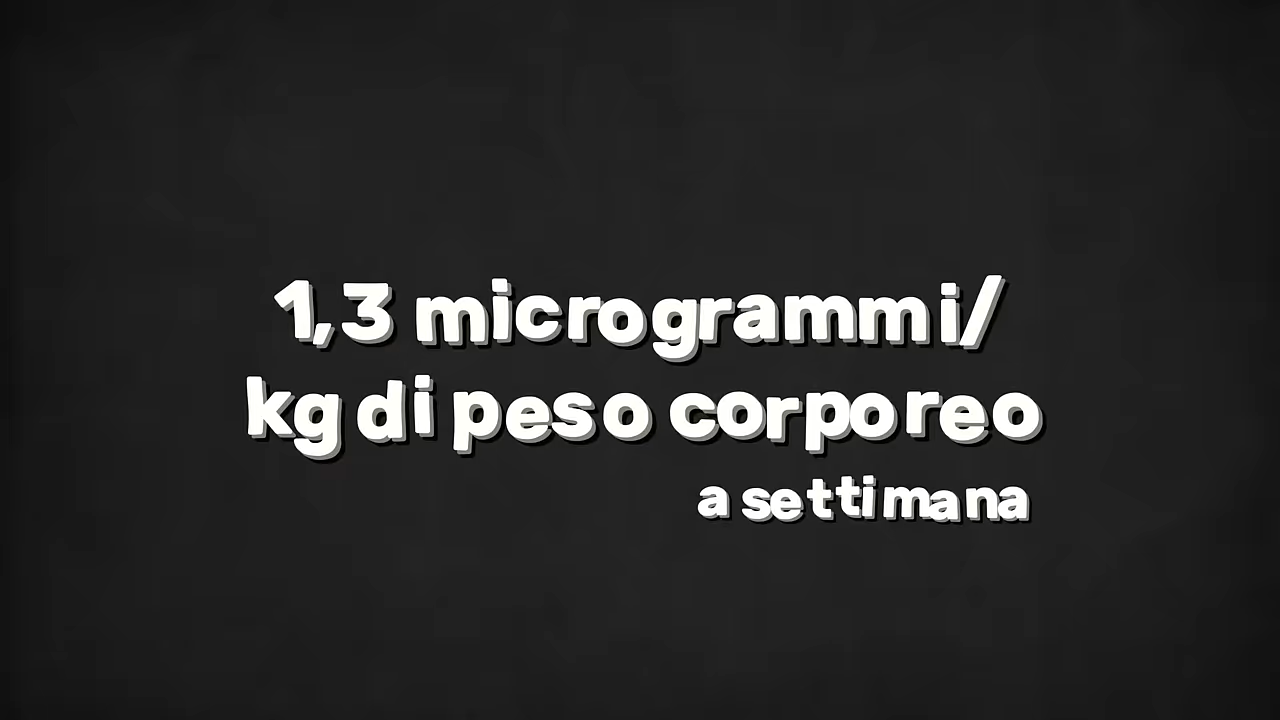 1,3 microgrammi/
kg di peso corporeo
a settimana